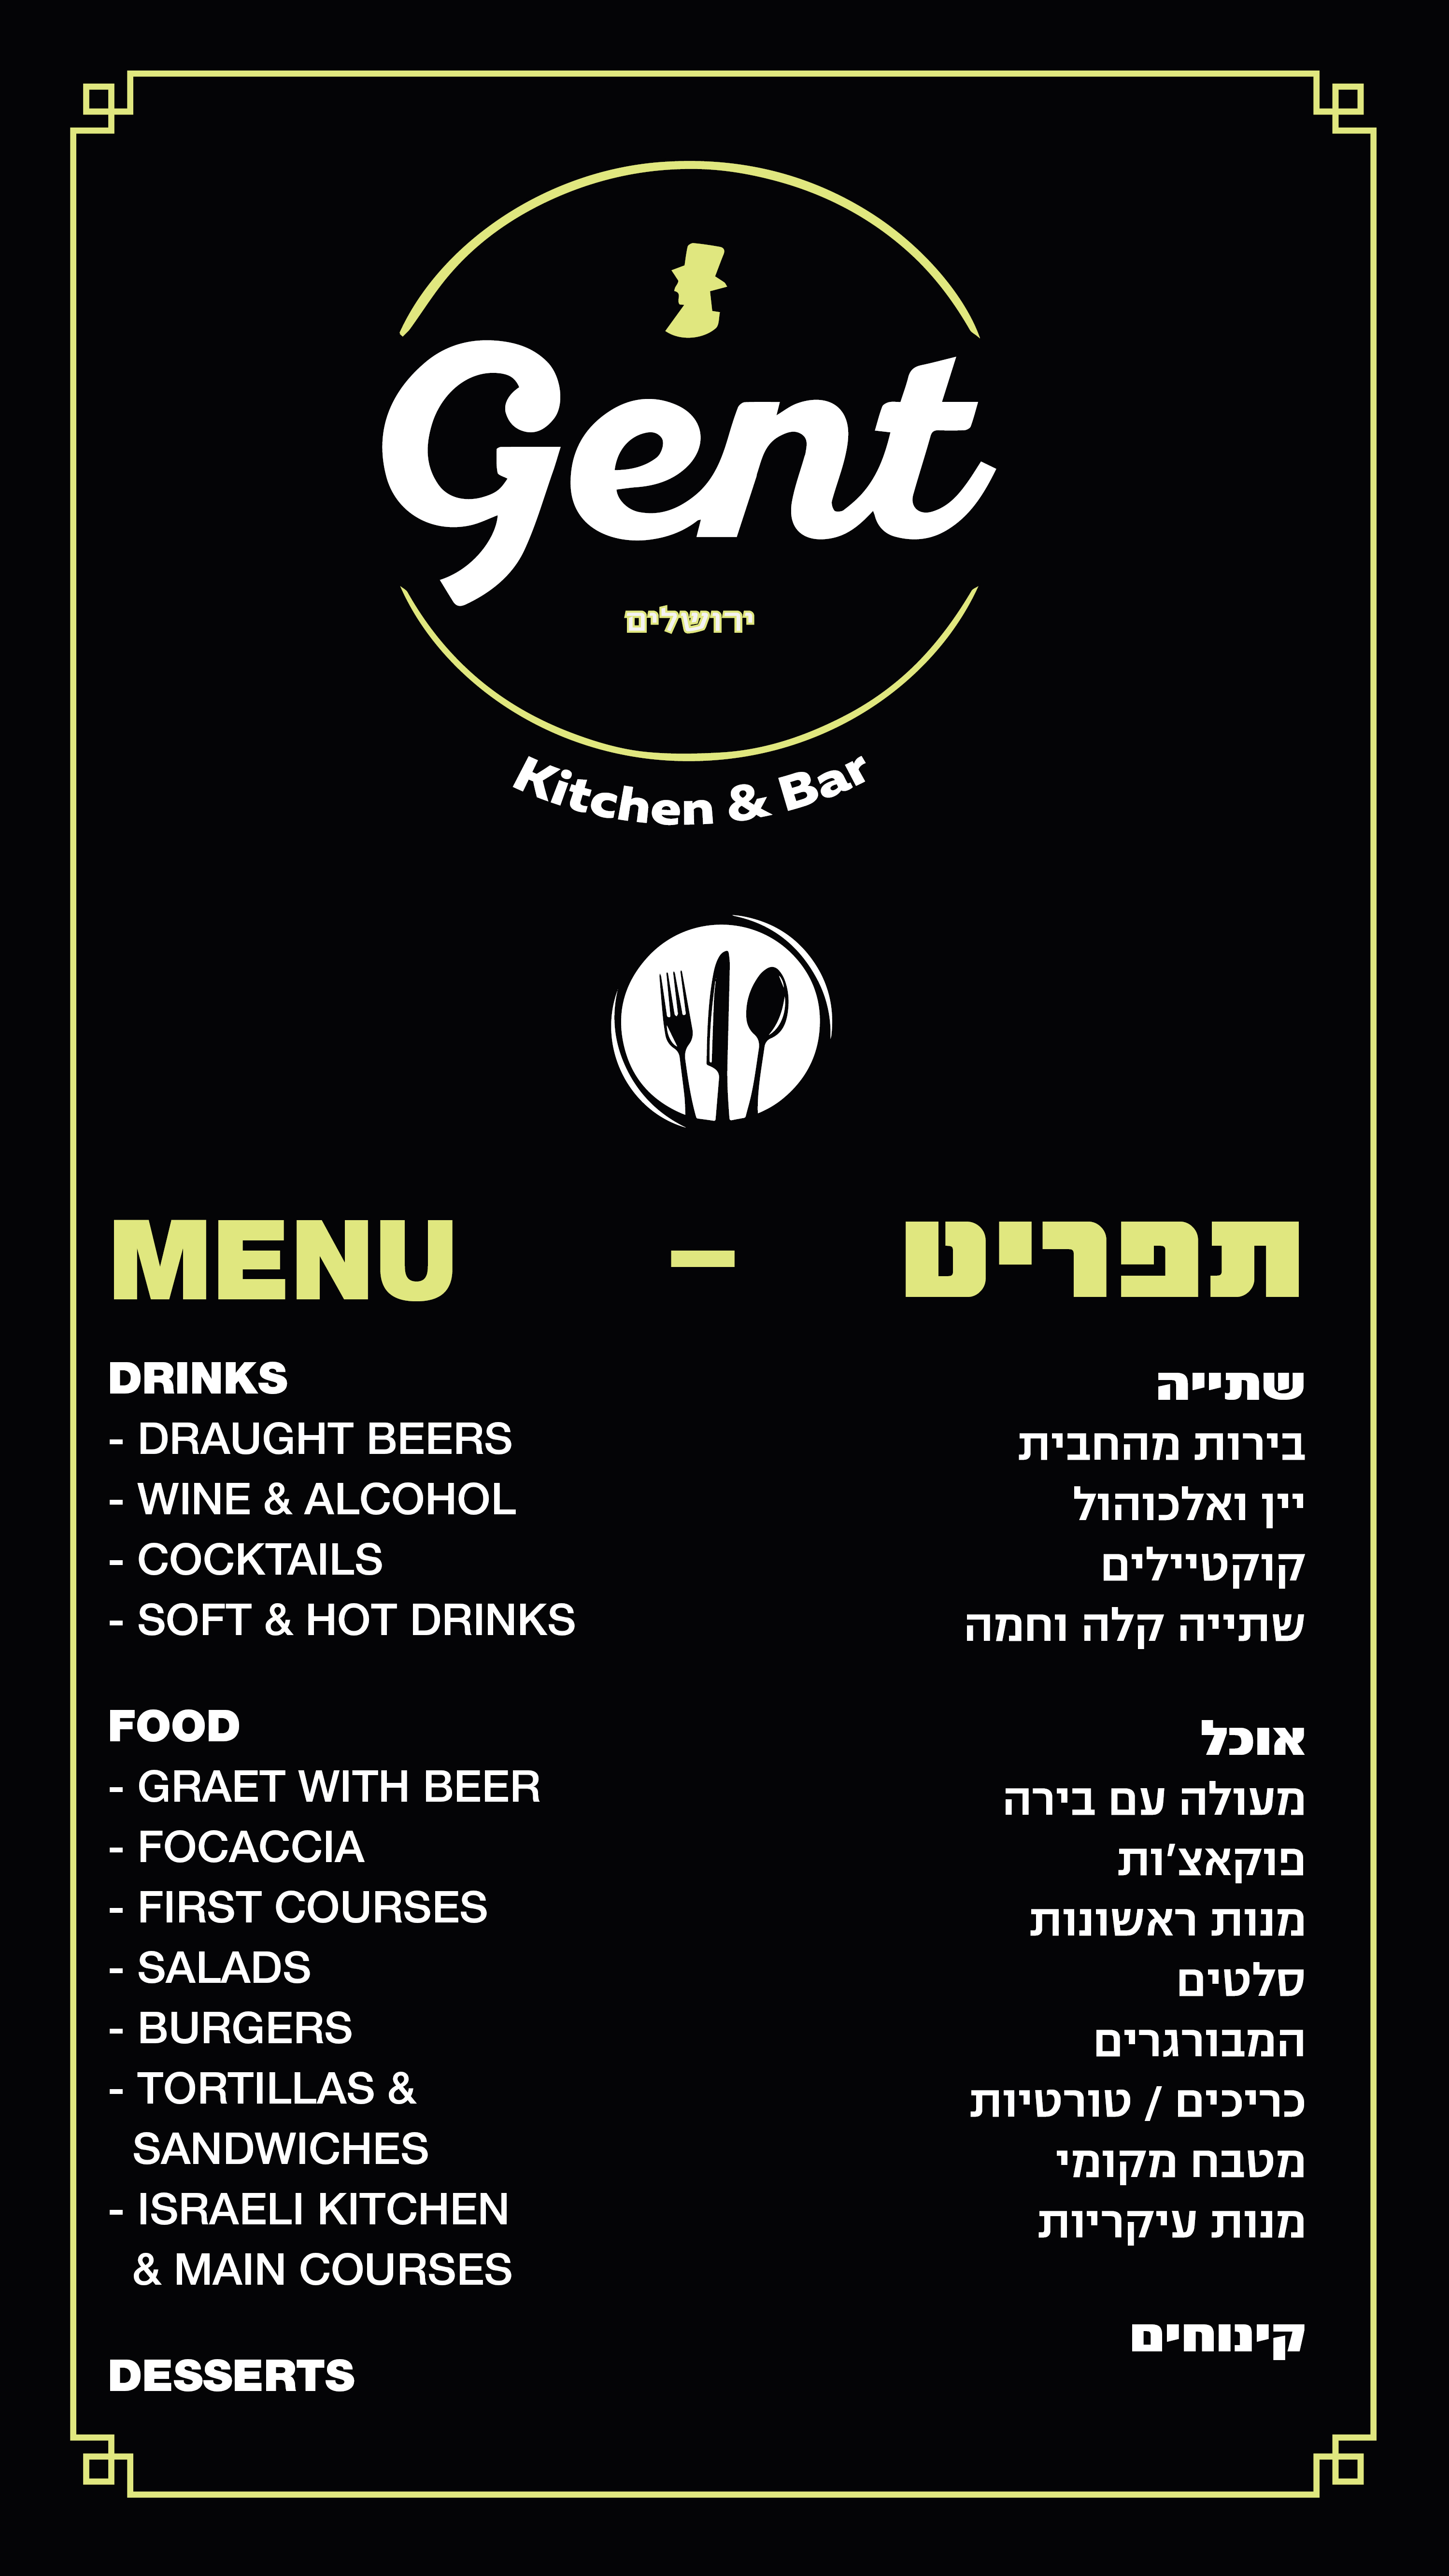 Gent
ירושלים
Kitchen & Bar
MENU – תפריט
DRINKS
- DRAUGHT BEERS
- WINE & ALCOHOL
- COCKTAILS
- SOFT & HOT DRINKS
FOOD
- GRAET WITH BEER
- FOCACCIA
- FIRST COURSES
- SALADS
- BURGERS
- TORTILLAS &
SANDWICHES
- ISRAELI KITCHEN
& MAIN COURSES
DESSERTS
שתייה
בירות מהחבית
יין ואלכוהול
קוקטיילים
שתייה קלה וחמה
אוכל
מעולה עם בירה
פוקאצ'ות
מנות ראשונות
סלטים
המבורגרים
כריכים / טורטיות
מטבח מקומי
מנות עיקריות
קינוחים